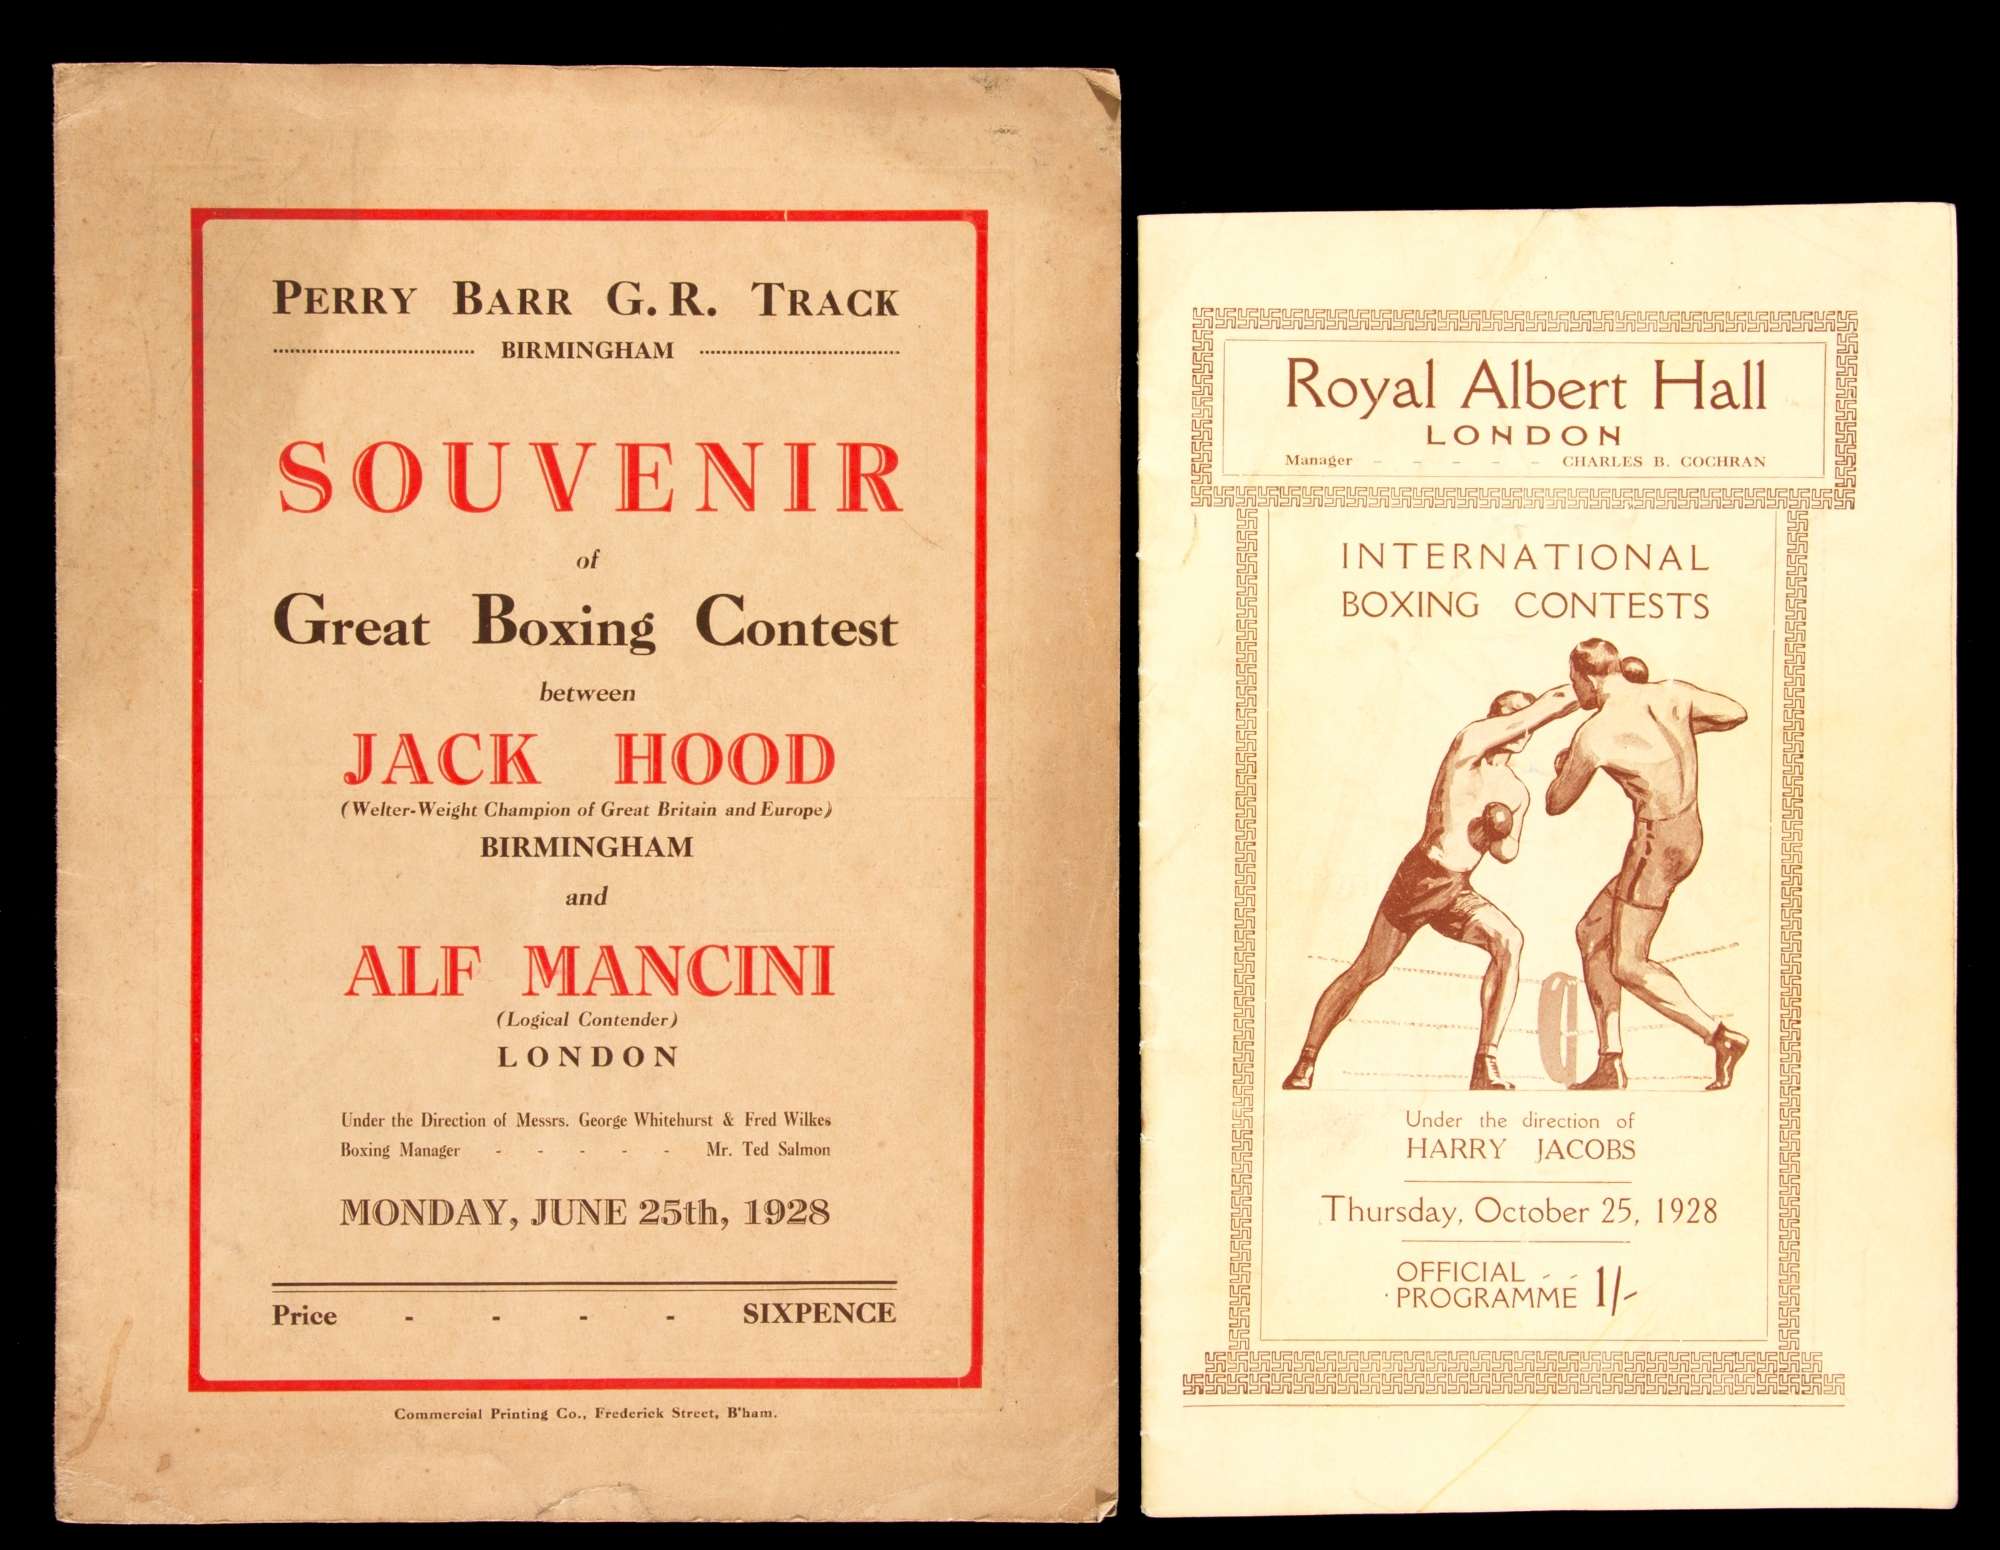 PERRY BARR G.R. TRACK
BIRMINGHAM
SOUVENIR
of
Great Boxing Contest
between
JACK HOOD
(Welter-Weight Champion of Great Britain and Europe)
BIRMINGHAM
and
ALF MANCINI
(Logical Contender)
LONDON
Under the Direction of Messrs. George Whitehurst & Fred Wilkes
Boxing Manager - - - - - Mr. Ted Salmon
MONDAY, JUNE 25th, 1928
Price - - - - SIXPENCE
Commercial Printing Co., Frederick Street, B'ham.
Royal Albert Hall
LONDON
Manager - - - - - CHARLES B. COCHRAN
INTERNATIONAL
BOXING CONTESTS
Under the direction of
HARRY JACOBS
Thursday, October 25, 1928
OFFICIAL
PROGRAMME 1/-